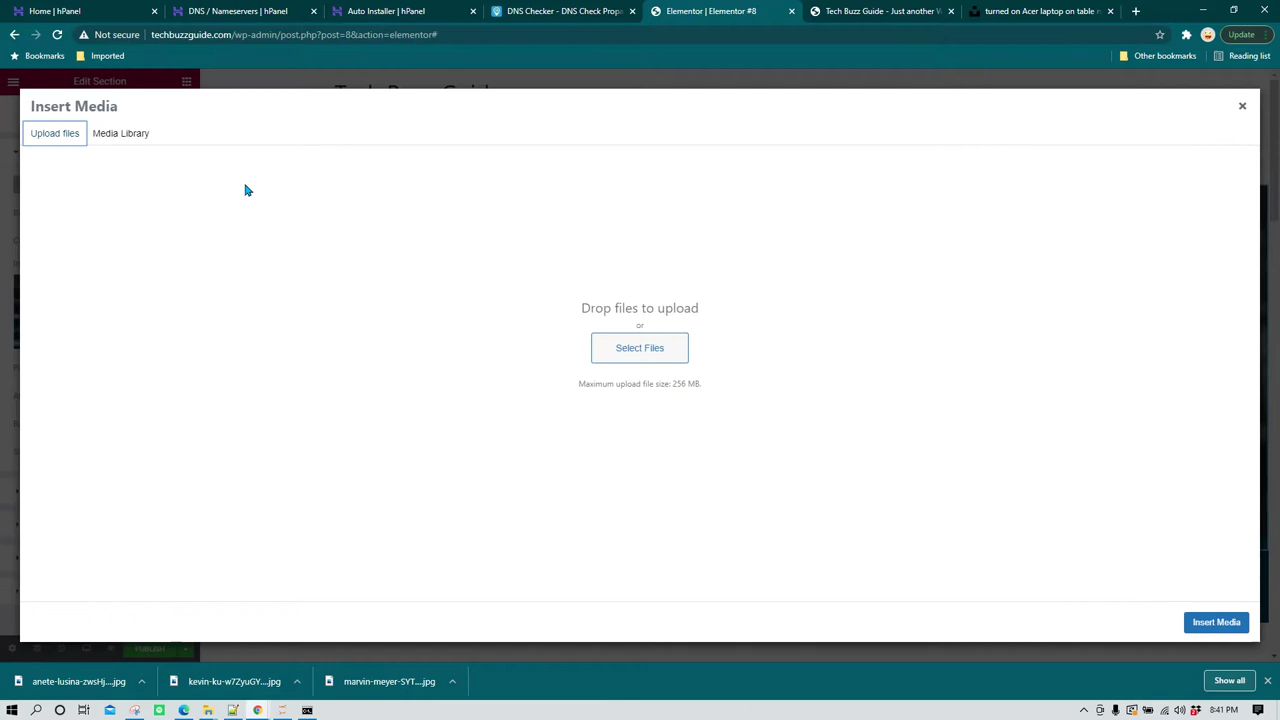 My Websites | hPanel
DNS / Nameservers | hPanel
Auto Installer | hPanel
DNS Checker - DNS Check Propa
Elementor | Elementor #8
Tech Buzz Guide - Just another W
turned on Acer laptop on table n
Not secure
techbuzzguide.com/wp-admin/post.php?post=8&action=elementor#
Update
Bookmarks
Imported
Other bookmarks
Reading list
Edit Section
Insert Media
Upload files
Media Library
Drop files to upload
or
Select Files
Maximum upload file size: 256 MB.
Insert Media
PUBLISH
anete-lusina-zwsHj....jpg
kevin-ku-w7ZyuGY....jpg
marvin-meyer-SYT....jpg
Show all
8:41 PM